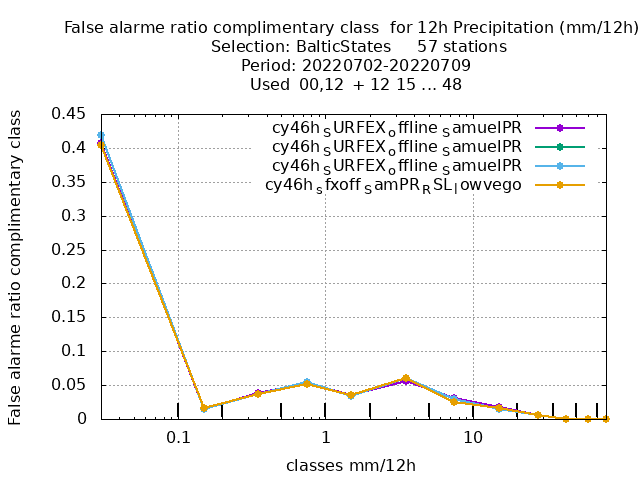 False alarme ratio complimentary class  for 12h Precipitation (mm/12h)
Selection: BalticStates     57 stations
Period: 20220702-20220709
Used  00,12  + 12 15 ... 48
False alarme ratio complimentary class
0.45
0.4
0.35
0.3
0.25
0.2
0.15
0.1
0.05
0
cy46h_SURFEX_offline_SamuelPR
cy46h_SURFEX_offline_SamuelPR
cy46h_SURFEX_offline_SamuelPR
cy46h_sfxoff_SamPR_RSL_lowvego
0.1
1
10
classes mm/12h